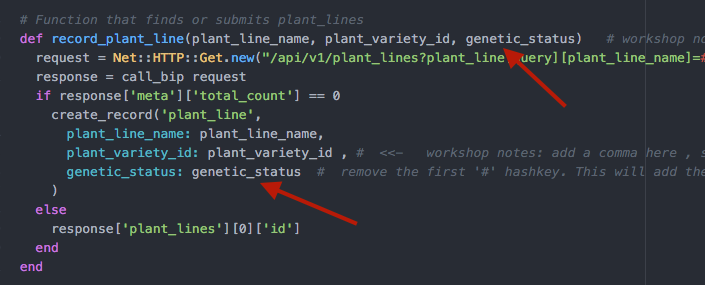 # Function that finds or submits plant_lines
def record_plant_line(plant_line_name, plant_variety_id, genetic_status)   # workshop no
request = Net::HTTP::Get.new("/api/v1/plant_lines?plant_line query][plant_line_name]=#
response = call_bip request
if response['meta']['total_count'] == 0
create_record('plant_line',
plant_line_name: plant_line_name,
plant_variety_id: plant_variety_id , #  <<-   workshop notes: add a comma here , s
genetic_status: genetic_status  #  remove the first '#' hashkey. This will add the
)
else
response['plant_lines'][0]['id']
end
end